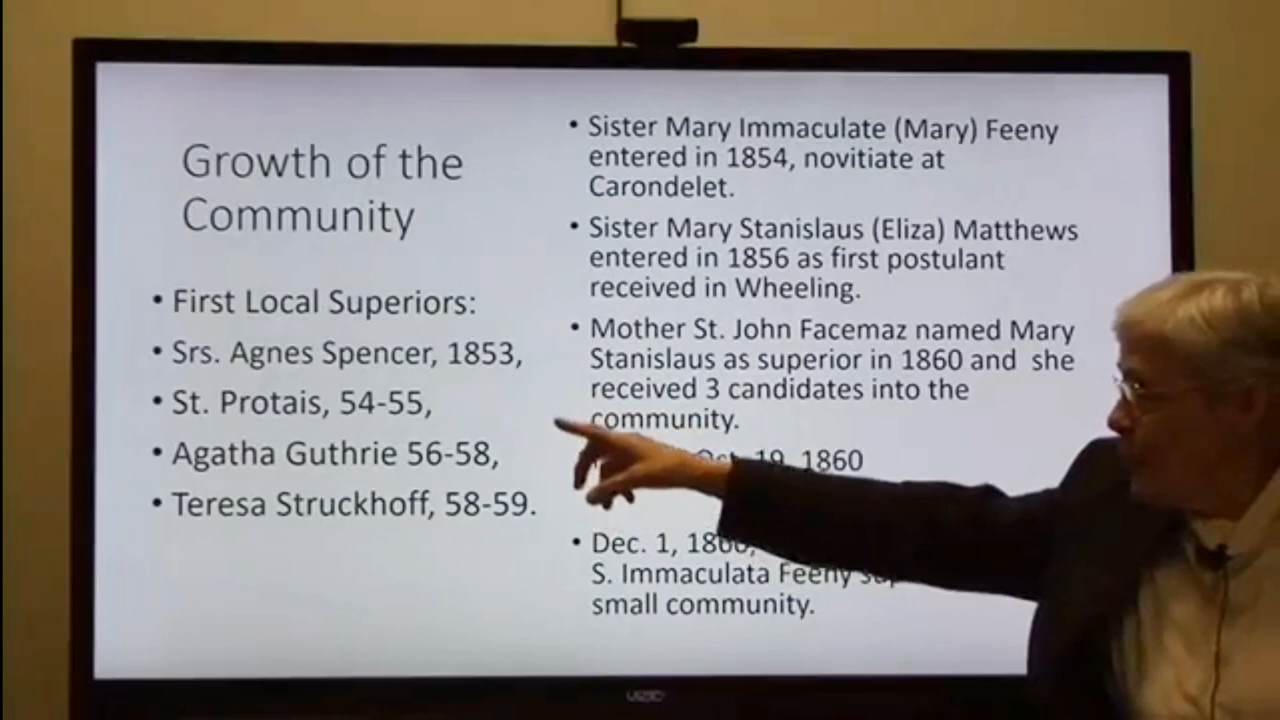 Growth of the
Community
• First Local Superiors:
• Srs. Agnes Spencer, 1853,
• St. Protais, 54-55,
• Agatha Guthrie 56-58,
• Teresa Struckhoff, 58-59.
• Sister Mary Immaculate (Mary) Feeny
entered in 1854, novitiate at
Carondelet.
• Sister Mary Stanislaus (Eliza) Matthews
entered in 1856 as first postulant
received in Wheeling.
• Mother St. John Facemaz named Mary
Stanislaus as superior in 1860 and she
received 3 candidates into the
community.
Oct. 19, 1860
• Dec. 1, 1860,
S. Immaculata Feeny
small community.
VIZIO